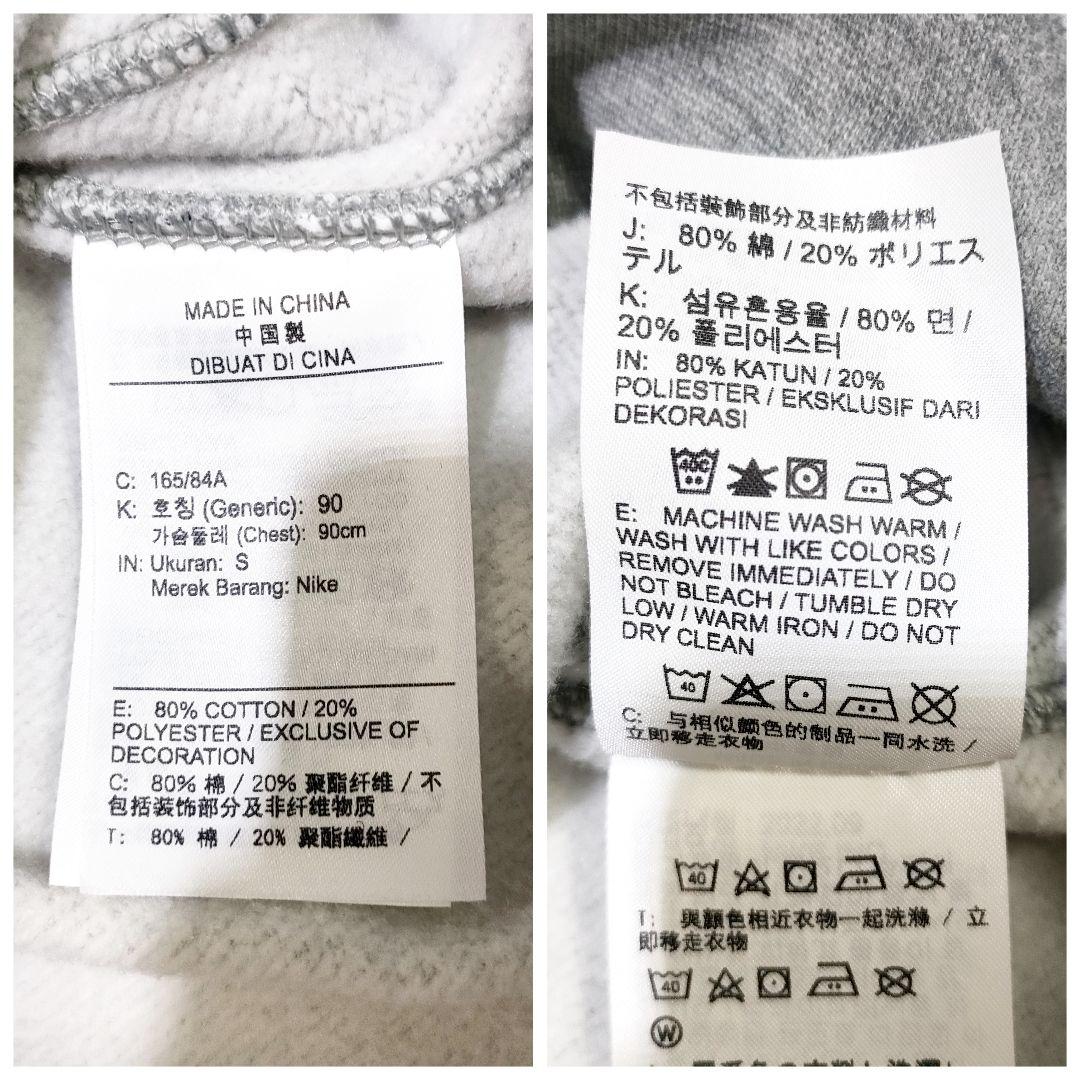 MADE IN CHINA
中国製
DIBUAT DI CINA
C: 165/84A
K: 호칭 (Generic): 90
가슴둘레 (Chest): 90cm
IN: Ukuran: S
Merek Barang: Nike
E: 80% COTTON / 20%
POLYESTER / EXCLUSIVE OF
DECORATION
C: 80% 棉 / 20% 聚酯纤维 / 不
包括装饰部分及非纤维物质
T: 80% 棉 / 20% 聚酯纖維 /
不包括裝飾部分及非紡織材料
J: 80% 綿 / 20% ポリエス
テル
K: 섬유혼용율 / 80% 면 /
20% 폴리에스터
IN: 80% KATUN / 20%
POLIESTER / EKSKLUSIF DARI
DEKORASI
40C
E: MACHINE WASH WARM /
WASH WITH LIKE COLORS /
REMOVE IMMEDIATELY / DO
NOT BLEACH / TUMBLE DRY
LOW / WARM IRON / DO NOT
DRY CLEAN
40
C: 与相似颜色的制品一同水洗 /
立即移走衣物
40
T: 與顏色相近衣物一起洗滌 / 立
即移走衣物
40
W